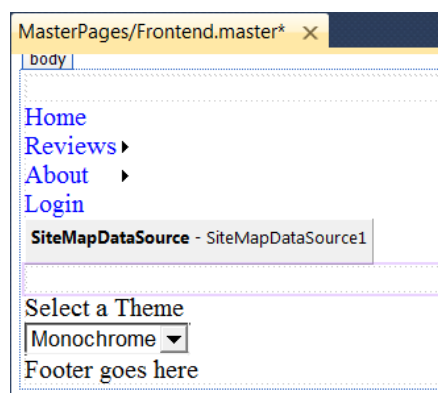 MasterPages/Frontend.master*
body
Home
Reviews
About
Login
SiteMapDataSource - SiteMapDataSource1
Select a Theme
Monochrome
Footer goes here